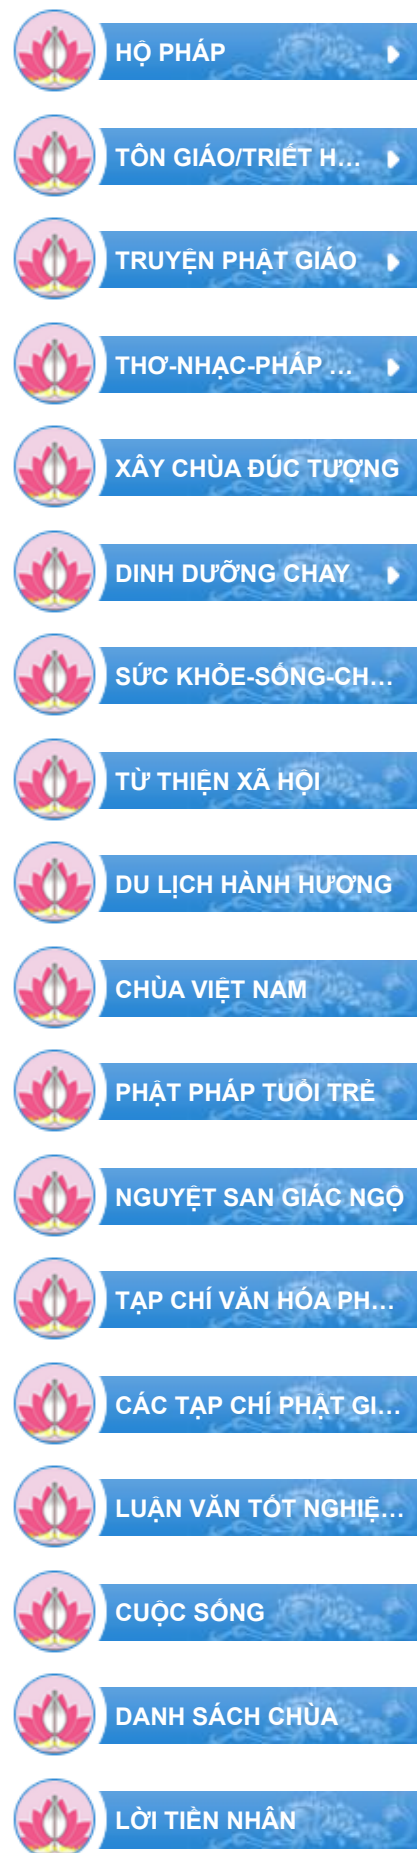 HỘ PHÁP
TÔN GIÁO/TRIẾT H...
TRUYỆN PHẬT GIÁO
THƠ-NHẠC-PHÁP ...
XÂY CHÙA ĐÚC TƯỢNG
DINH DƯỠNG CHAY
SỨC KHỎE-SỐNG-CH...
TỪ THIỆN XÃ HỘI
DU LỊCH HÀNH HƯƠNG
CHÙA VIỆT NAM
PHẬT PHÁP TUỔI TRẺ
NGUYỆT SAN GIÁC NGỘ
TẠP CHÍ VĂN HÓA PH...
CÁC TẠP CHÍ PHẬT GI...
LUẬN VĂN TỐT NGHIỆ...
CUỘC SỐNG
DANH SÁCH CHÙA
LỜI TIỀN NHÂN